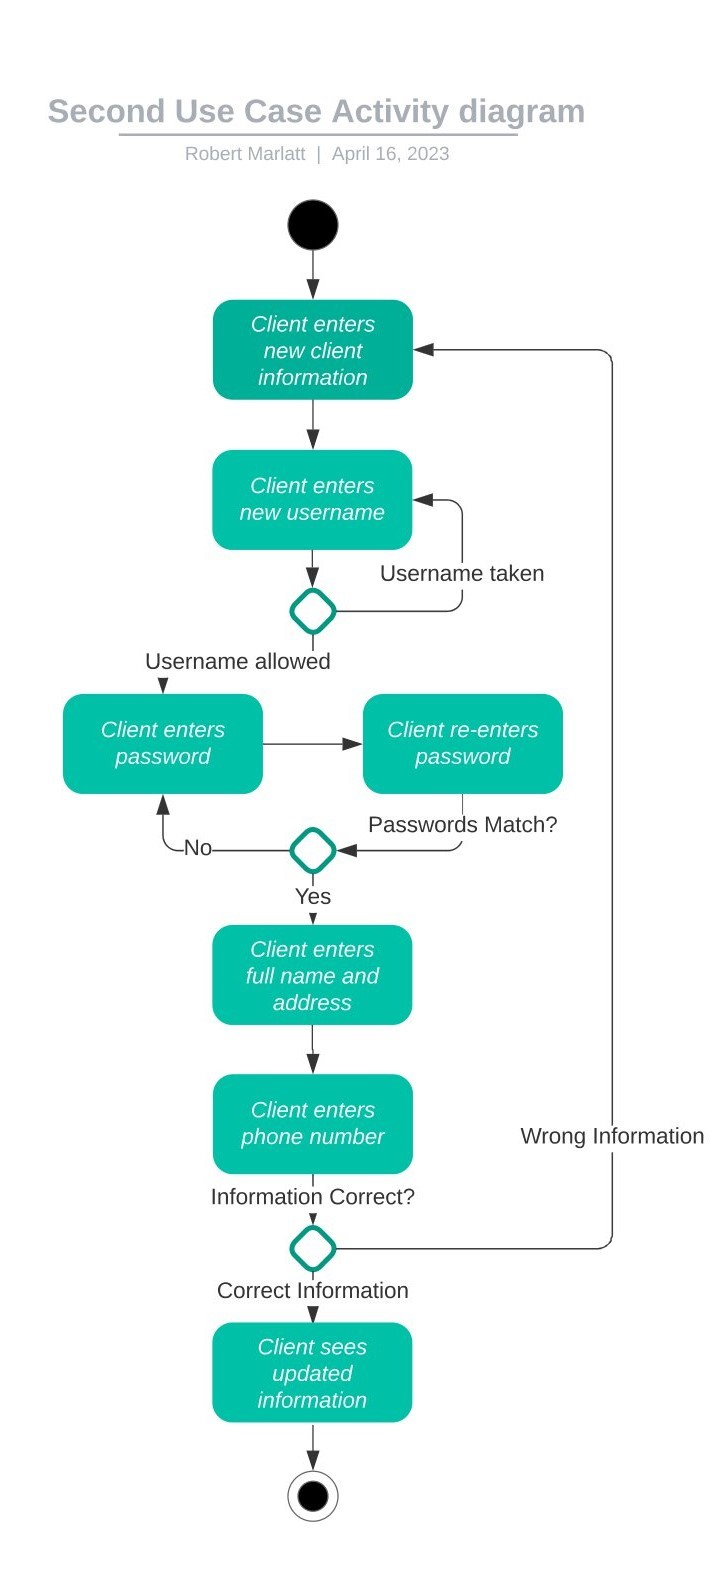 Second Use Case Activity diagram
Robert Marlatt | April 16, 2023
Client enters
new client
information
Client enters
new username
Username taken
Username allowed
Client enters
password
Client re-enters
password
Passwords Match?
No
Yes
Client enters
full name and
address
Client enters
phone number
Wrong Information
Information Correct?
Correct Information
Client sees
updated
information